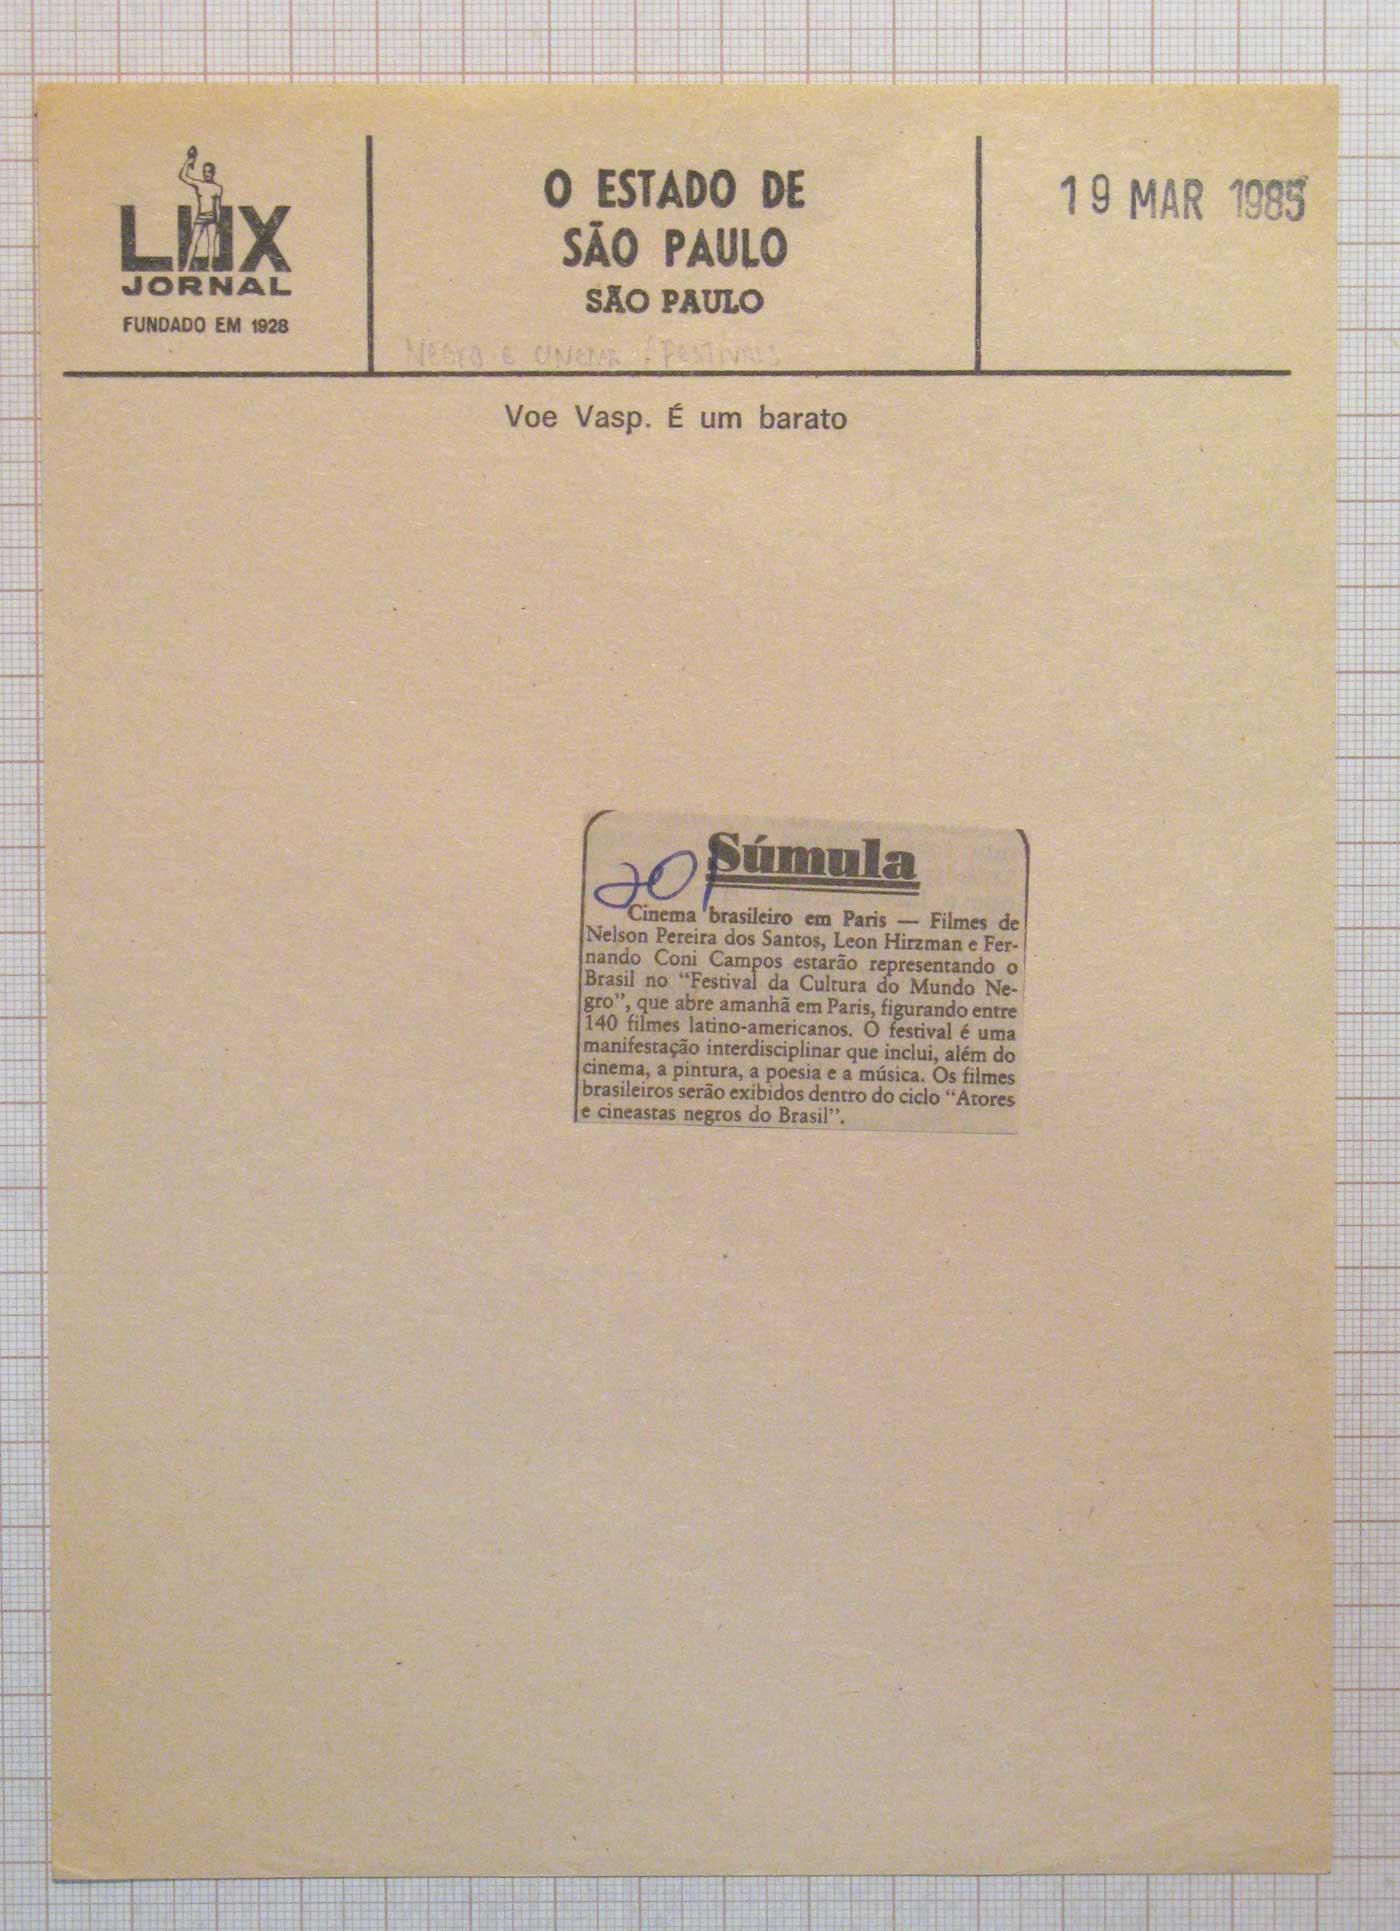 LUX
JORNAL
FUNDADO EM 1928
O ESTADO DE
SÃO PAULO
SÃO PAULO
NEGRO E CINEMA / FESTIVAIS
19 MAR 1985
Voe Vasp. É um barato
Súmula
Cinema brasileiro em Paris — Filmes de
Nelson Pereira dos Santos, Leon Hirzman e Fer-
nando Coni Campos estarão representando o
Brasil no “Festival da Cultura do Mundo Ne-
gro”, que abre amanhã em Paris, figurando entre
140 filmes latino-americanos. O festival é uma
manifestação interdisciplinar que inclui, além do
cinema, a pintura, a poesia e a música. Os filmes
brasileiros serão exibidos dentro do ciclo “Atores
e cineastas negros do Brasil”.